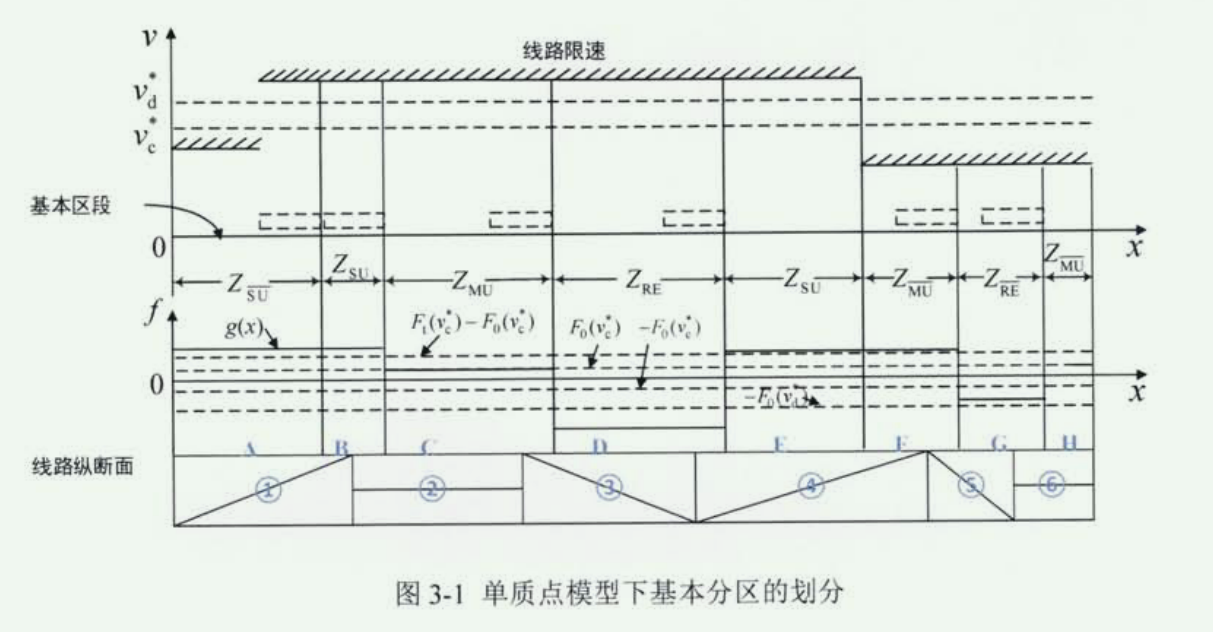 v
线路限速
v_d^*
v_c^*
基本区段
0
x
Z_{\overline{SU}}
Z_{SU}
Z_{MU}
Z_{RE}
Z_{SU}
Z_{\overline{MU}}
Z_{\overline{RE}}
Z_{\overline{MU}}
f
g(x)
F_t(v_c^*) − F_0(v_c^*)
F_0(v_c^*)
−F_0(v_c^*)
0
x
A
B
C
D
E
F
G
H
线路纵断面
①
②
③
④
⑤
⑥
图 3-1 单质点模型下基本分区的划分